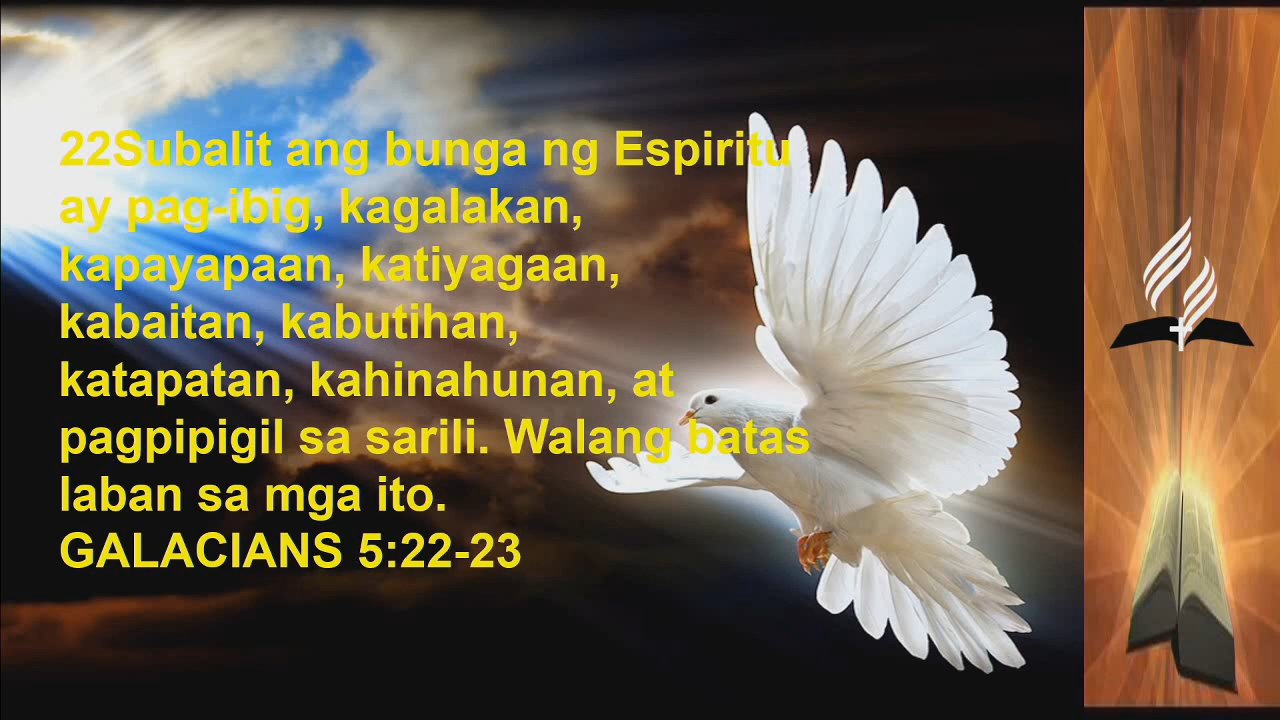 22Subalit ang bunga ng Espiritu
ay pag-ibig, kagalakan,
kapayapaan, katiyagaan,
kabaitan, kabutihan,
katapatan, kahinahunan, at
pagpipigil sa sarili. Walang batas
laban sa mga ito.
GALACIANS 5:22-23